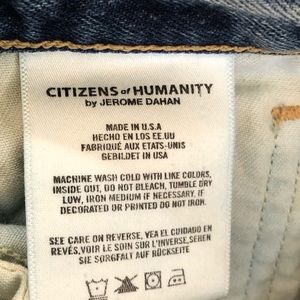 CITIZENS of HUMANITY
by JEROME DAHAN
MADE IN U.S.A
HECHO EN LOS EE.UU
FABRIQUÉ AUX ETATS-UNIS
GEBILDET IN USA
MACHINE WASH COLD WITH LIKE COLORS,
INSIDE OUT, DO NOT BLEACH, TUMBLE DRY
LOW, IRON MEDIUM IF NECESSARY. IF
DECORATED OR PRINTED DO NOT IRON.
SEE CARE ON REVERSE, VEA EL CUIDADO EN
REVÉS,VOIR LE SOIN SUR L'INVERSE,SEHEN
SIE SORGFALT AUF RÜCKSEITE